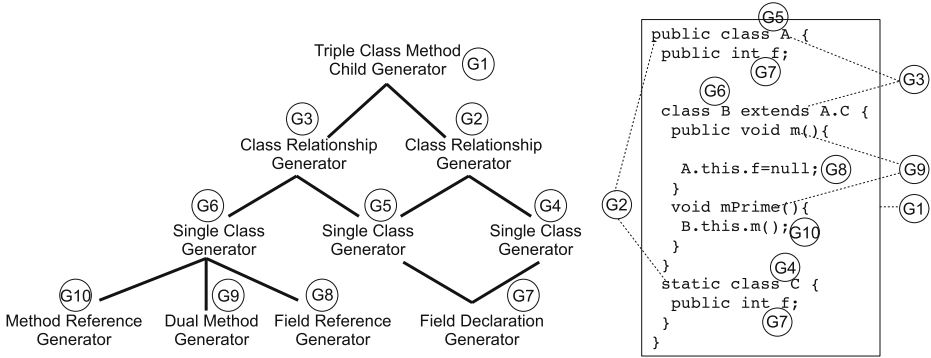 Triple Class Method
Child Generator
G1
G3
G2
Class Relationship
Generator
Class Relationship
Generator
G6
G5
G4
Single Class
Generator
Single Class
Generator
Single Class
Generator
G10
G9
G8
G7
Method Reference
Generator
Dual Method
Generator
Field Reference
Generator
Field Declaration
Generator
G5
public class A {
public int f;
G7
G3
G6
class B extends A.C {
public void m(){
A.this.f=null;
G8
G9
}
G2
void mPrime(){
G1
B.this.m();
G10
}
}
G4
static class C {
public int f;
G7
}
}